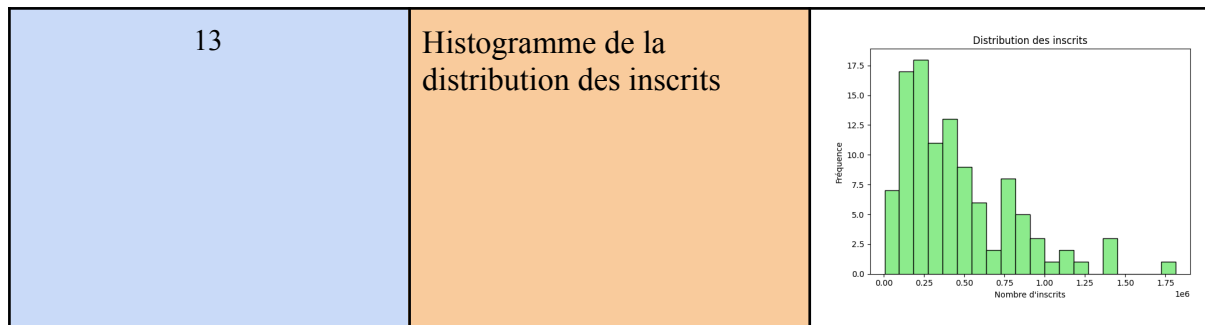 13
Histogramme de la
distribution des inscrits
Distribution des inscrits
Fréquence
17.5
15.0
12.5
10.0
7.5
5.0
2.5
0.0
0.00 0.25 0.50 0.75 1.00 1.25 1.50 1.75
1e6
Nombre d'inscrits